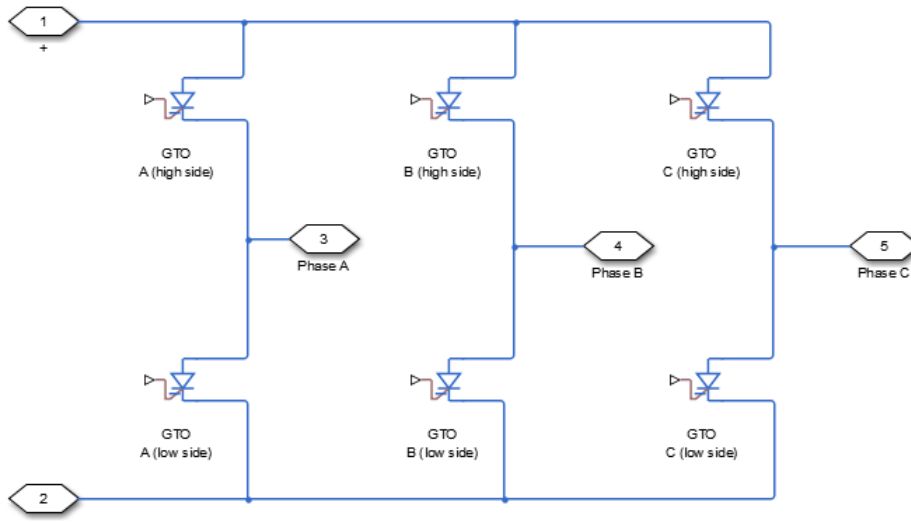 1
+
GTO
A (high side)
GTO
B (high side)
GTO
C (high side)
3
Phase A
4
Phase B
5
Phase C
GTO
A (low side)
GTO
B (low side)
GTO
C (low side)
2